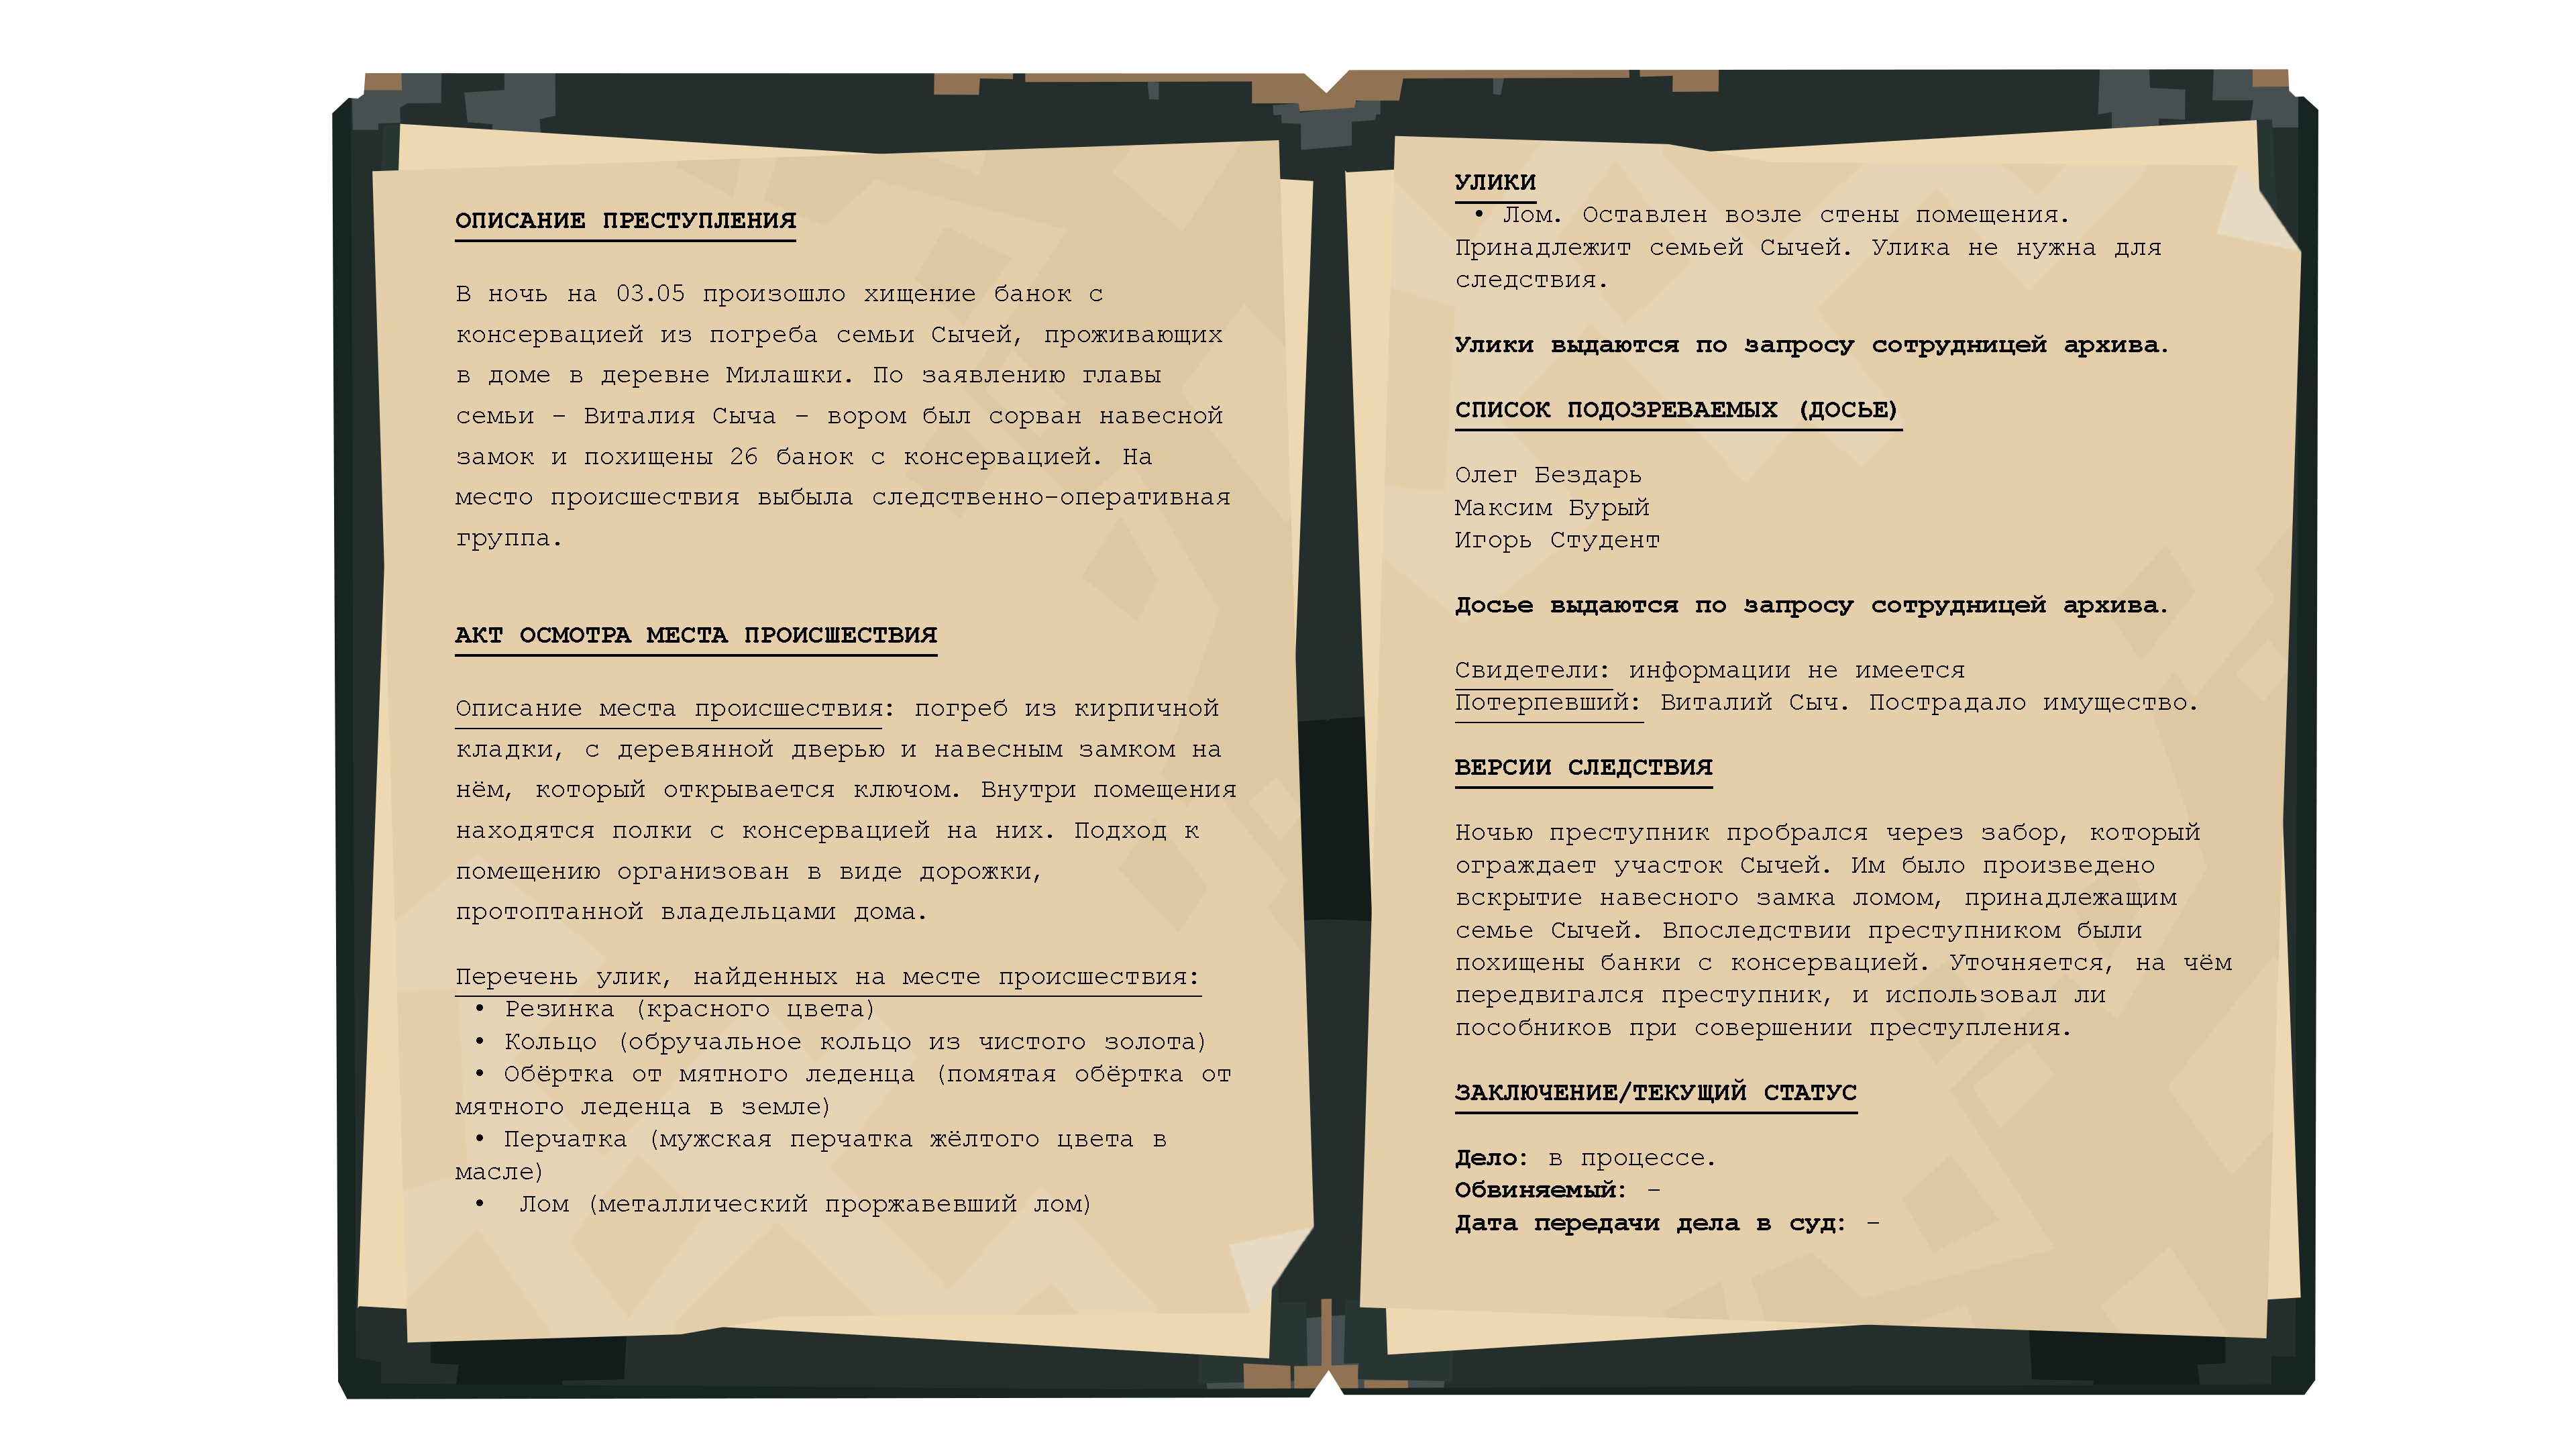 ОПИСАНИЕ ПРЕСТУПЛЕНИЯ
В ночь на 03.05 произошло хищение банок с
консервацией из погреба семьи Сычей, проживающих
в доме в деревне Милашки. По заявлению главы
семьи – Виталия Сыча – вором был сорван навесной
замок и похищены 26 банок с консервацией. На
место происшествия выбыла следственно-оперативная
группа.
АКТ ОСМОТРА МЕСТА ПРОИСШЕСТВИЯ
Описание места происшествия: погреб из кирпичной
кладки, с деревянной дверью и навесным замком на
нём, который открывается ключом. Внутри помещения
находятся полки с консервацией на них. Подход к
помещению организован в виде дорожки,
протоптанной владельцами дома.
Перечень улик, найденных на месте происшествия:
• Резинка (красного цвета)
• Кольцо (обручальное кольцо из чистого золота)
• Обёртка от мятного леденца (помятая обёртка от
мятного леденца в земле)
• Перчатка (мужская перчатка жёлтого цвета в
масле)
• Лом (металлический проржавевший лом)
УЛИКИ
• Лом. Оставлен возле стены помещения.
Принадлежит семьей Сычей. Улика не нужна для
следствия.
Улики выдаются по запросу сотрудницей архива.
СПИСОК ПОДОЗРЕВАЕМЫХ (ДОСЬЕ)
Олег Бездарь
Максим Бурый
Игорь Студент
Досье выдаются по запросу сотрудницей архива.
Свидетели: информации не имеется
Потерпевший: Виталий Сыч. Пострадало имущество.
ВЕРСИИ СЛЕДСТВИЯ
Ночью преступник пробрался через забор, который
ограждает участок Сычей. Им было произведено
вскрытие навесного замка ломом, принадлежащим
семье Сычей. Впоследствии преступником были
похищены банки с консервацией. Уточняется, на чём
передвигался преступник, и использовал ли
пособников при совершении преступления.
ЗАКЛЮЧЕНИЕ/ТЕКУЩИЙ СТАТУС
Дело: в процессе.
Обвиняемый: –
Дата передачи дела в суд: –